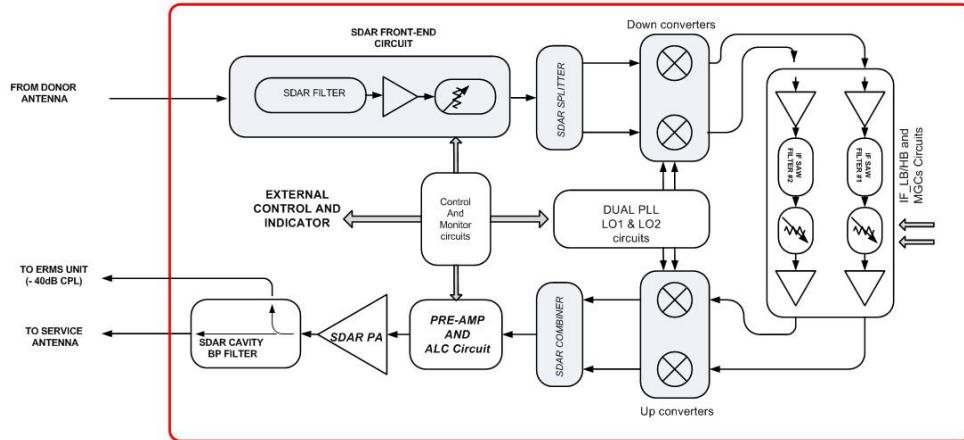 Down converters
SDAR FRONT-END
CIRCUIT
FROM DONOR
ANTENNA
SDAR FILTER
SDAR SPLITTER
IF SAW
FILTER #2
IF SAW
FILTER #1
IF_LB/HB and
MGCs Circuits
EXTERNAL
CONTROL AND
INDICATOR
Control
And
Monitor
circuits
DUAL PLL
LO1 & LO2
circuits
TO ERMS UNIT
(- 40dB CPL)
TO SERVICE
ANTENNA
SDAR CAVITY
BP FILTER
SDAR PA
PRE-AMP
AND
ALC Circuit
SDAR COMBINER
Up converters